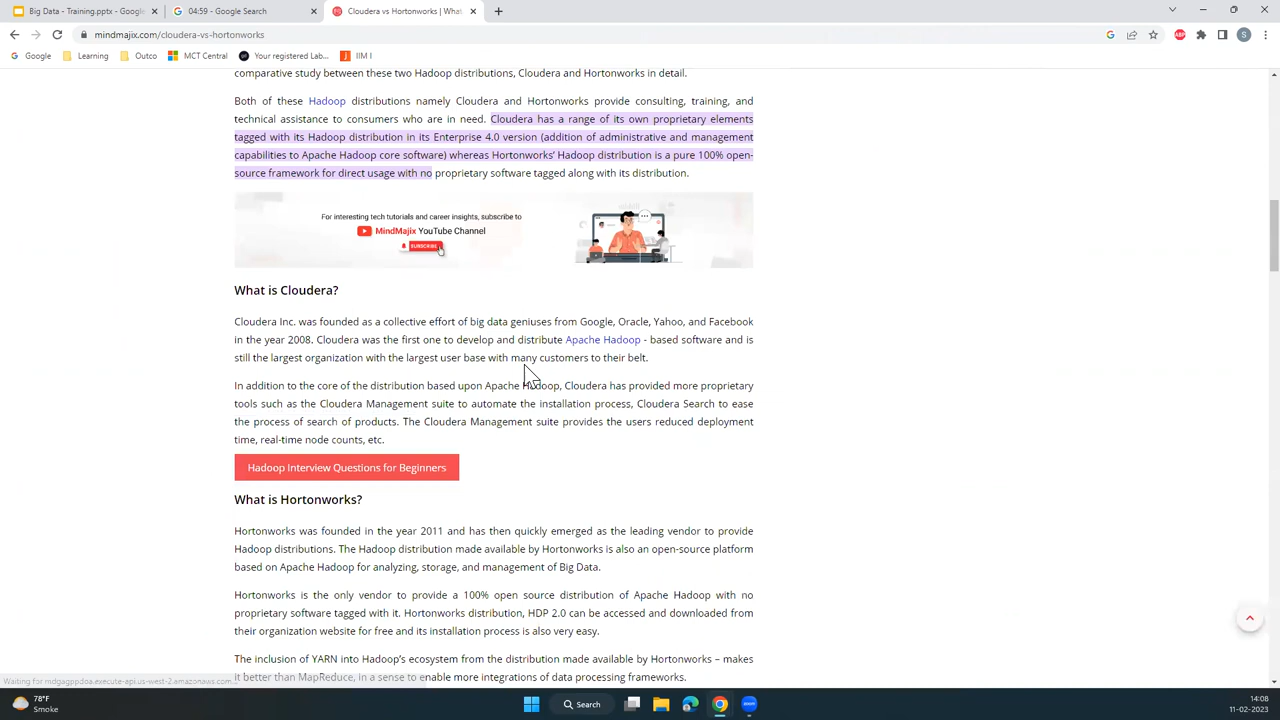 Big Data - Training.pptx - Google
04:59 - Google Search
Cloudera vs Hortonworks | What
mindmajix.com/cloudera-vs-hortonworks
Google
Learning
Outco
MCT Central
Your registered Lab...
IIM I
comparative study between these two Hadoop distributions, Cloudera and Hortonworks in detail.
Both of these Hadoop distributions namely Cloudera and Hortonworks provide consulting, training, and
technical assistance to consumers who are in need. Cloudera has a range of its own proprietary elements
tagged with its Hadoop distribution in its Enterprise 4.0 version (addition of administrative and management
capabilities to Apache Hadoop core software) whereas Hortonworks' Hadoop distribution is a pure 100% open-
source framework for direct usage with no proprietary software tagged along with its distribution.
For interesting tech tutorials and career insights, subscribe to
MindMajix YouTube Channel
SUBSCRIBE
What is Cloudera?
Cloudera Inc. was founded as a collective effort of big data geniuses from Google, Oracle, Yahoo, and Facebook
in the year 2008. Cloudera was the first one to develop and distribute Apache Hadoop - based software and is
still the largest organization with the largest user base with many customers to their belt.
In addition to the core of the distribution based upon Apache Hadoop, Cloudera has provided more proprietary
tools such as the Cloudera Management suite to automate the installation process, Cloudera Search to ease
the process of search of products. The Cloudera Management suite provides the users reduced deployment
time, real-time node counts, etc.
Hadoop Interview Questions for Beginners
What is Hortonworks?
Hortonworks was founded in the year 2011 and has then quickly emerged as the leading vendor to provide
Hadoop distributions. The Hadoop distribution made available by Hortonworks is also an open-source platform
based on Apache Hadoop for analyzing, storage, and management of Big Data.
Hortonworks is the only vendor to provide a 100% open source distribution of Apache Hadoop with no
proprietary software tagged with it. Hortonworks distribution, HDP 2.0 can be accessed and downloaded from
their organization website for free and its installation process is also very easy.
The inclusion of YARN into Hadoop's ecosystem from the distribution made available by Hortonworks – makes
it better than MapReduce, in a sense to enable more integrations of data processing frameworks.
Waiting for
78°F
Smoke
Search
14:08
11-02-2023